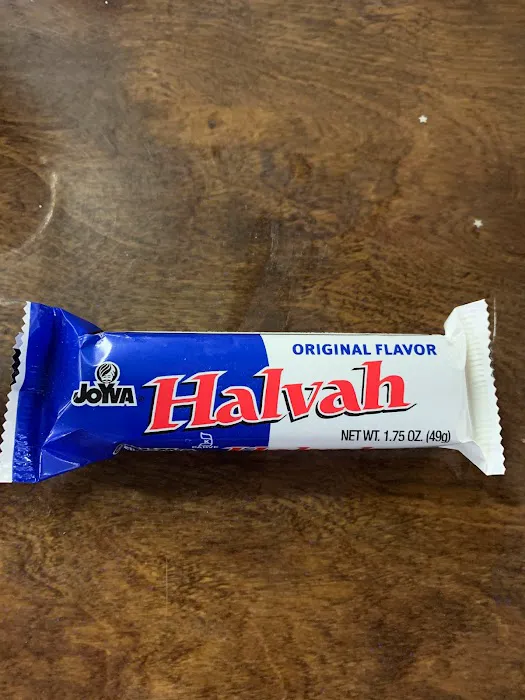 ORIGINAL FLAVOR
JOYVA
Halvah
NET WT. 1.75 OZ. (49g)